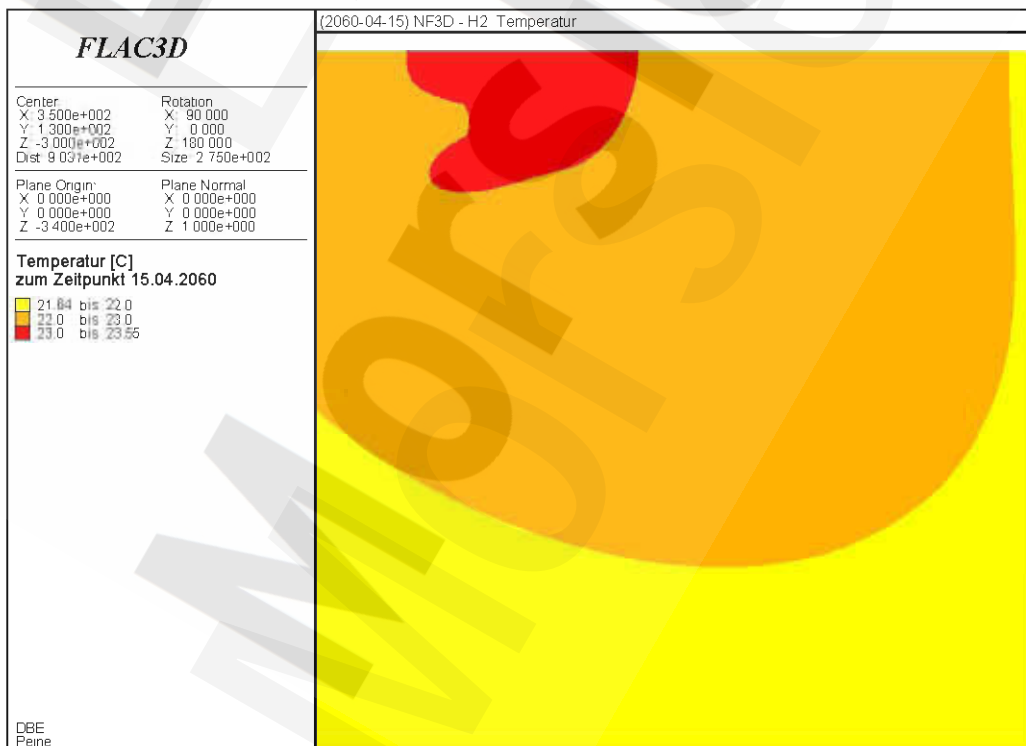 (2060-04-15) NF3D - H2 Temperatur
FLAC3D
Center: Rotation
X: 3.500e+002 X: 90.000
Y: 1.300e+002 Y: 0.000
Z: -3.000e+002 Z: 180.000
Dist: 9.031e+002 Size: 2.750e+002
Plane Origin: Plane Normal
X: 0.000e+000 X: 0.000e+000
Y: 0.000e+000 Y: 0.000e+000
Z: -3.400e+002 Z: 1.000e+000
Temperatur [C]
zum Zeitpunkt 15.04.2060
21.84 bis 22.0
22.0 bis 23.0
23.0 bis 23.55
DBE
Peine